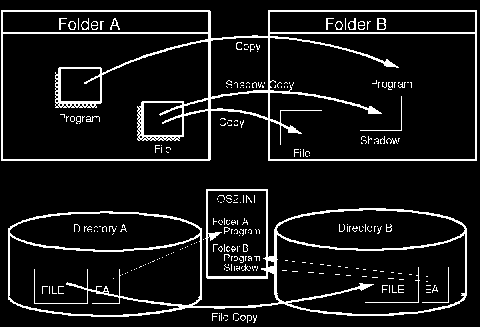 Folder A
Folder B
Copy
Program
Shadow Copy
Program
Copy
Shadow
File
File
OS2.INI
Directory A
Folder A
Program
Directory B
Folder B
Program
Shadow
FILE
EA
FILE
EA
File Copy